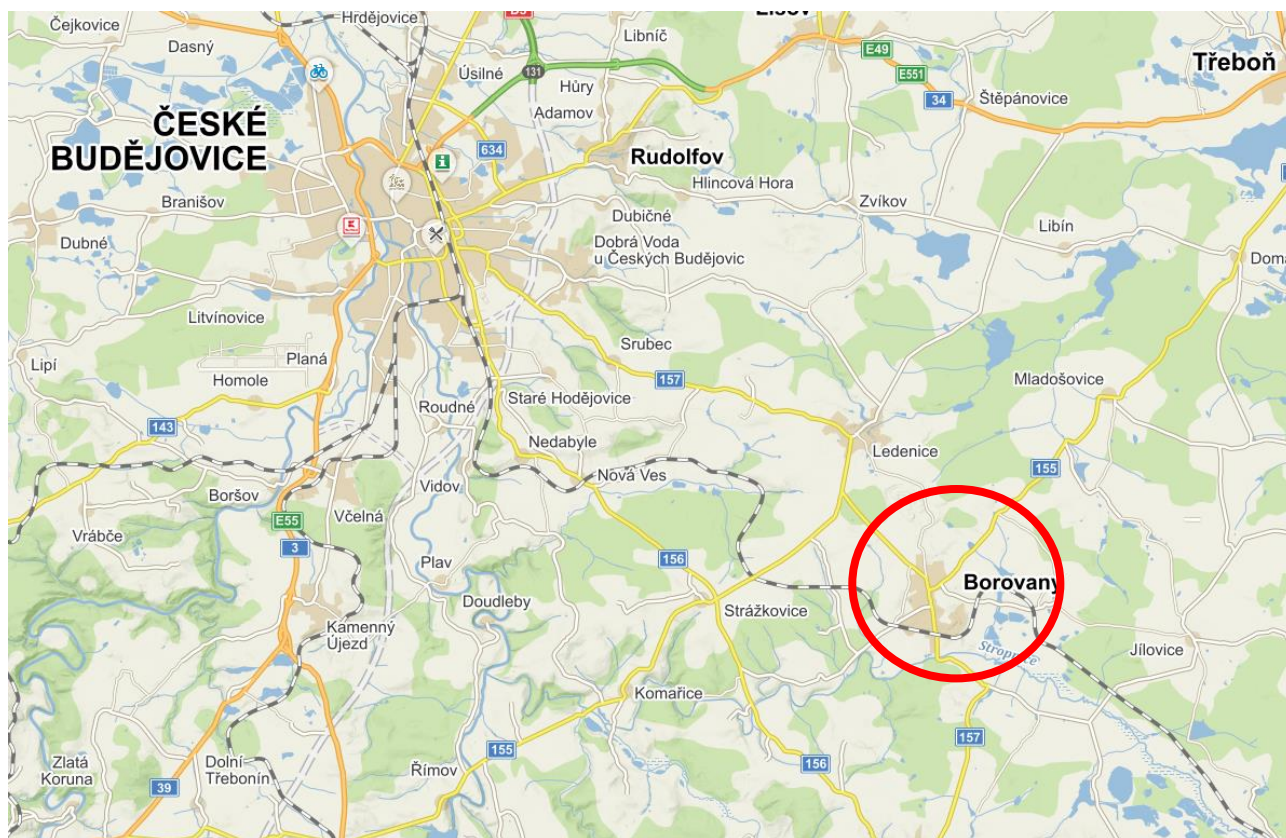 Lišov
Čejkovice
Hrdějovice
D3
Libníč
Dasný
E49
Třeboň
Úsilné
131
Hůry
E551
34
Štěpánovice
Adamov
ČESKÉ
BUDĚJOVICE
634
Rudolfov
Hlincová Hora
Branišov
Zvíkov
Dubičné
Libín
Dubné
Dobrá Voda
u Českých Budějovic
Doma
Litvínovice
Srubec
Planá
Lipí
Homole
157
Mladošovice
Staré Hodějovice
Roudné
143
Nedabyle
Ledenice
155
Nová Ves
Boršov
Vidov
Včelná
E55
Vrábče
3
156
Plav
Borovany
Doudleby
Strážkovice
Kamenný
Újezd
Stropnice
Jílovice
Komařice
157
155
Zlatá
Koruna
Dolní
Třebonín
Římov
156
39